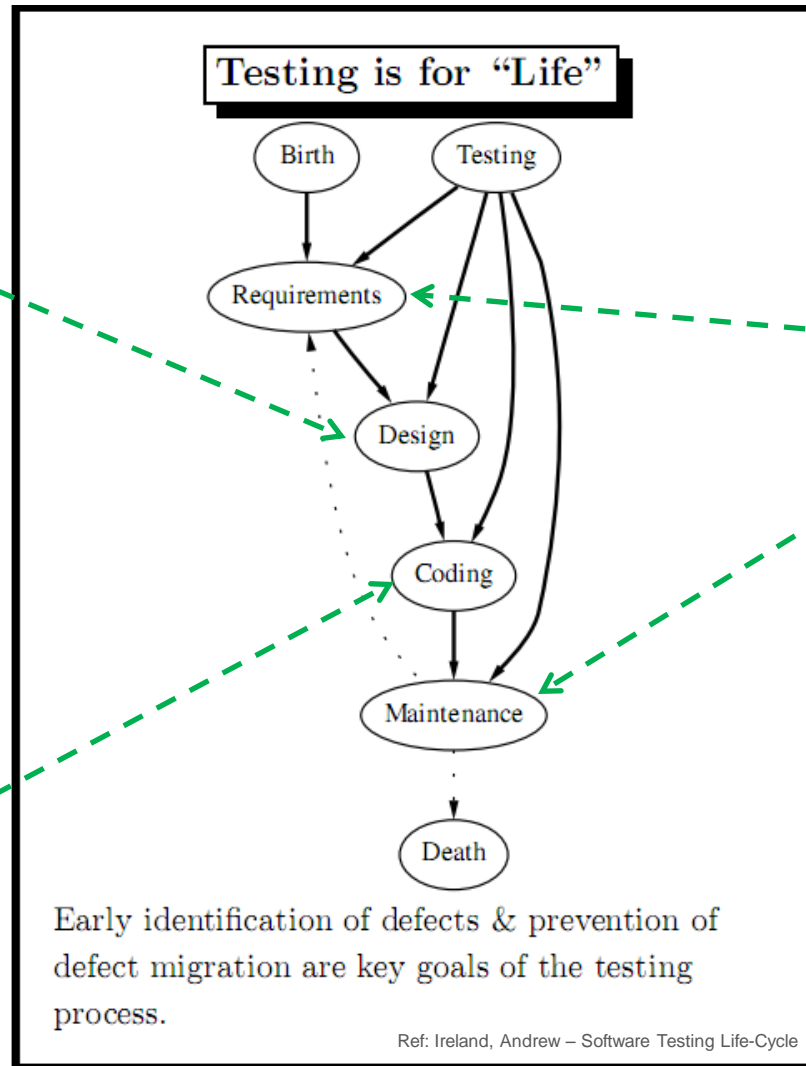 Testing is for “Life”
Birth
Testing
Requirements
Design
Coding
Maintenance
Death
Early identification of defects & prevention of
defect migration are key goals of the testing
process.
Ref: Ireland, Andrew – Software Testing Life-Cycle